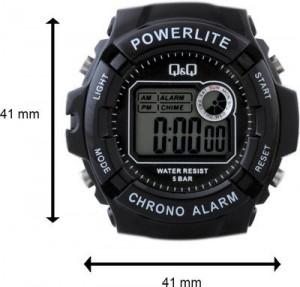 POWERLITE
Q&Q
LIGHT
START
AM ALARM
PM CHIME
0:00 00
MODE
RESET
WATER RESIST
5 BAR
CHRONO ALARM
41 mm
41 mm